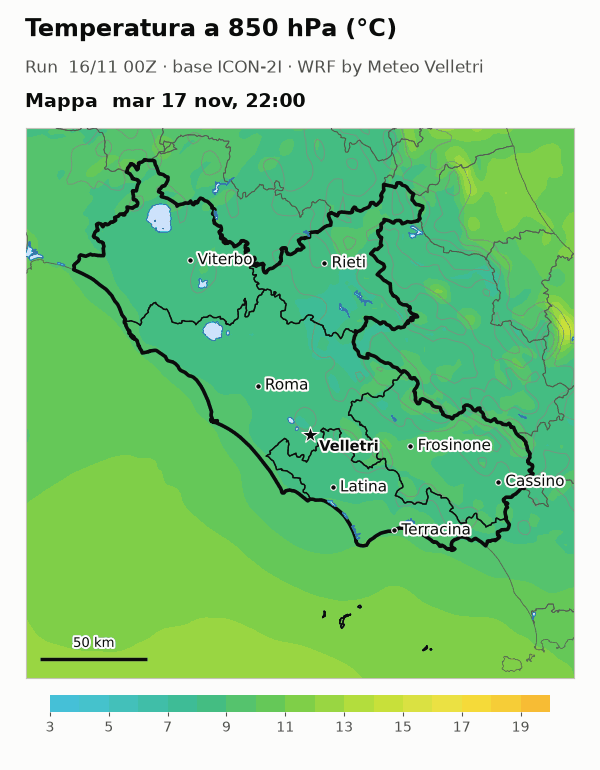 Temperatura a 850 hPa (°C)
Run  16/11 00Z · base ICON-2I · WRF by Meteo Velletri
Mappa  mar 17 nov, 22:00
Viterbo
Rieti
Roma
Velletri
Frosinone
Latina
Cassino
Terracina
50 km
3 5 7 9 11 13 15 17 19